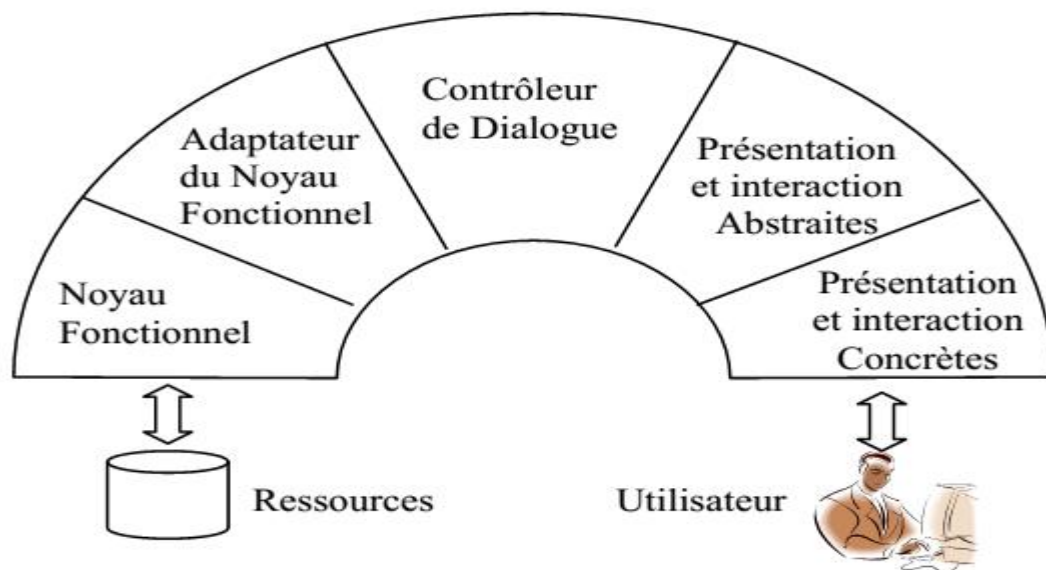 Contrôleur
de Dialogue
Adaptateur
du Noyau
Fonctionnel
Présentation
et interaction
Abstraites
Noyau
Fonctionnel
Présentation
et interaction
Concrètes
Ressources
Utilisateur